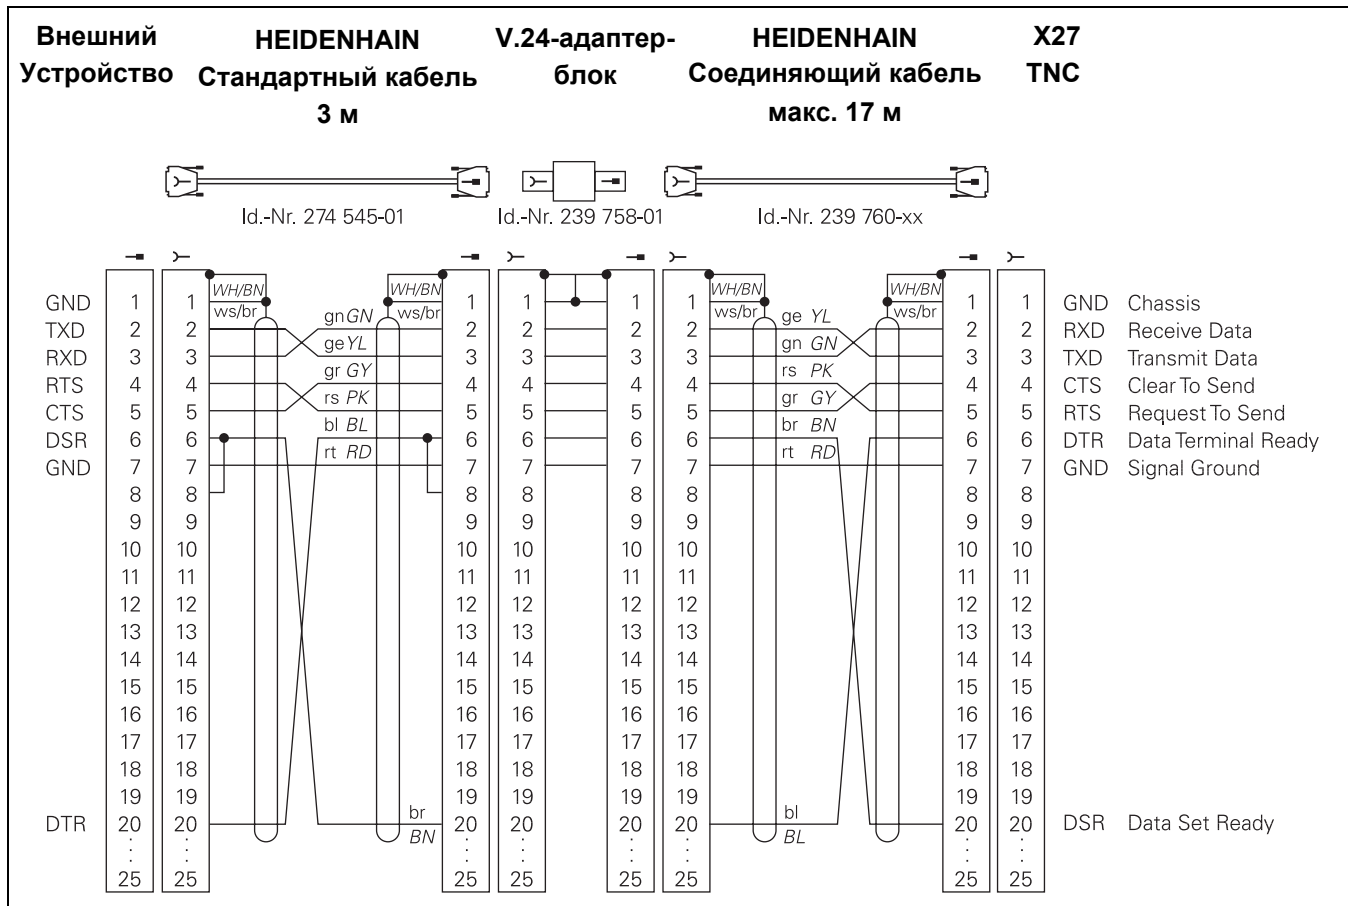 Внешний HEIDENHAIN V.24-адаптер- HEIDENHAIN X27
Устройство Стандартный кабель блок Соединяющий кабель TNC
3 м макс. 17 м
Id.-Nr. 274 545-01 Id.-Nr. 239 758-01 Id.-Nr. 239 760-xx
WH/BN WH/BN WH/BN WH/BN
GND 1 1 ws/br ws/br 1 1 1 1 ws/br ws/br 1 1 GND Chassis
gn GN ge YL
TXD 2 2 2 2 2 2 2 2 RXD Receive Data
ge YL gn GN
RXD 3 3 3 3 3 3 3 3 TXD Transmit Data
gr GY rs PK
RTS 4 4 4 4 4 4 4 4 CTS Clear To Send
rs PK gr GY
CTS 5 5 5 5 5 5 5 5 RTS Request To Send
bl BL br BN
DSR 6 6 6 6 6 6 6 6 DTR Data Terminal Ready
rt RD rt RD
GND 7 7 7 7 7 7 7 7 GND Signal Ground
8 8 8 8 8 8 8 8
9 9 9 9 9 9 9 9
10 10 10 10 10 10 10 10
11 11 11 11 11 11 11 11
12 12 12 12 12 12 12 12
13 13 13 13 13 13 13 13
14 14 14 14 14 14 14 14
15 15 15 15 15 15 15 15
16 16 16 16 16 16 16 16
17 17 17 17 17 17 17 17
18 18 18 18 18 18 18 18
19 19 19 19 19 19 19 19
br bl
DTR 20 20 20 20 20 20 20 20 DSR Data Set Ready
BN BL
25 25 25 25 25 25 25 25